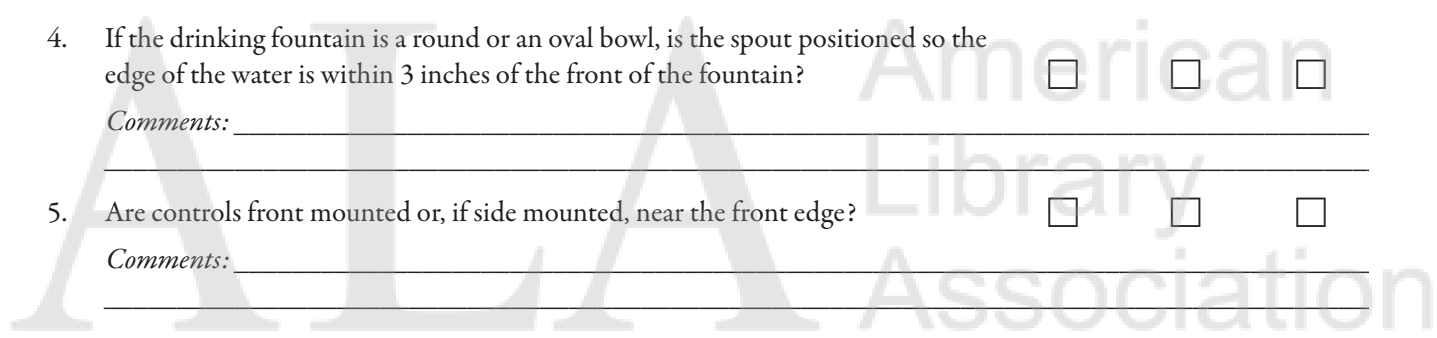 4. If the drinking fountain is a round or an oval bowl, is the spout positioned so the
edge of the water is within 3 inches of the front of the fountain? ☐ ☐ ☐
Comments:
5. Are controls front mounted or, if side mounted, near the front edge? ☐ ☐ ☐
Comments:
ALA American
Library
Association